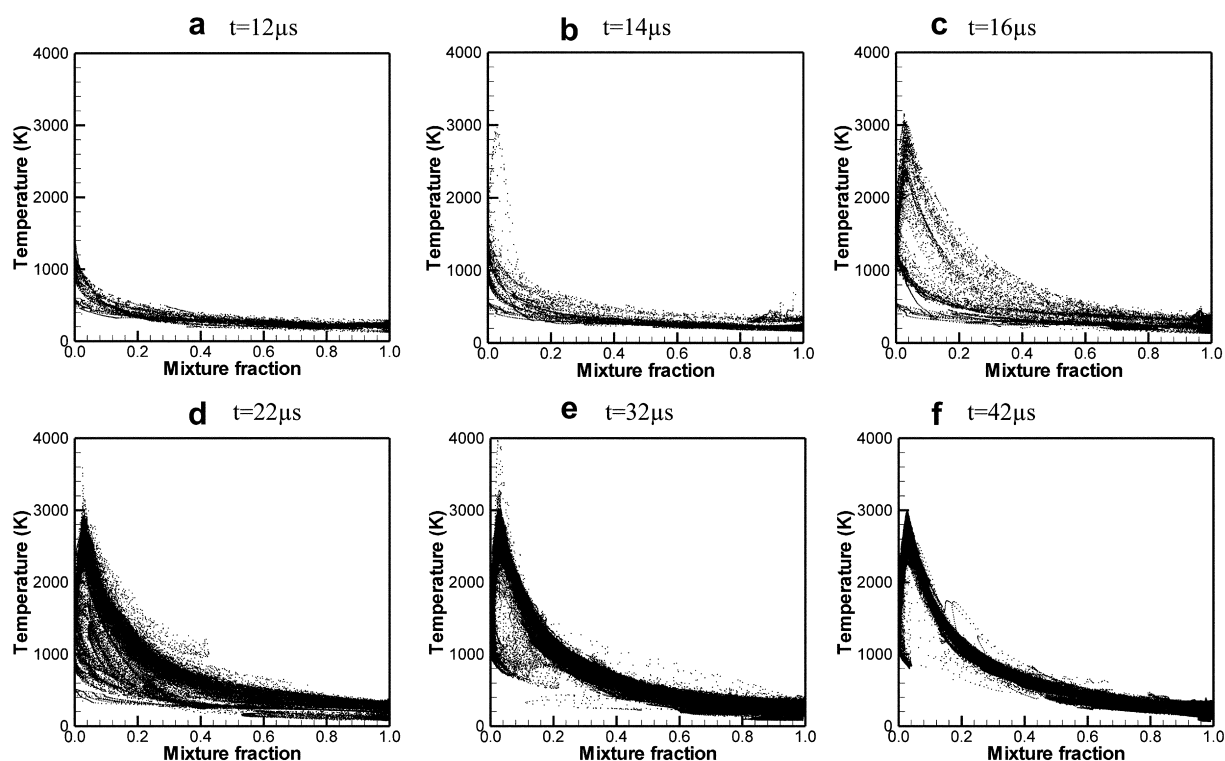 a t=12µs
b t=14µs
c t=16µs
4000
3000
2000
1000
0
Temperature (K)
0.0 0.2 0.4 0.6 0.8 1.0
Mixture fraction
4000
3000
2000
1000
0
Temperature (K)
0.0 0.2 0.4 0.6 0.8 1.0
Mixture fraction
4000
3000
2000
1000
0
Temperature (K)
0.0 0.2 0.4 0.6 0.8 1.0
Mixture fraction
d t=22µs
e t=32µs
f t=42µs
4000
3000
2000
1000
0
Temperature (K)
0.0 0.2 0.4 0.6 0.8 1.0
Mixture fraction
4000
3000
2000
1000
0
Temperature (K)
0.0 0.2 0.4 0.6 0.8 1.0
Mixture fraction
4000
3000
2000
1000
0
Temperature (K)
0.0 0.2 0.4 0.6 0.8 1.0
Mixture fraction